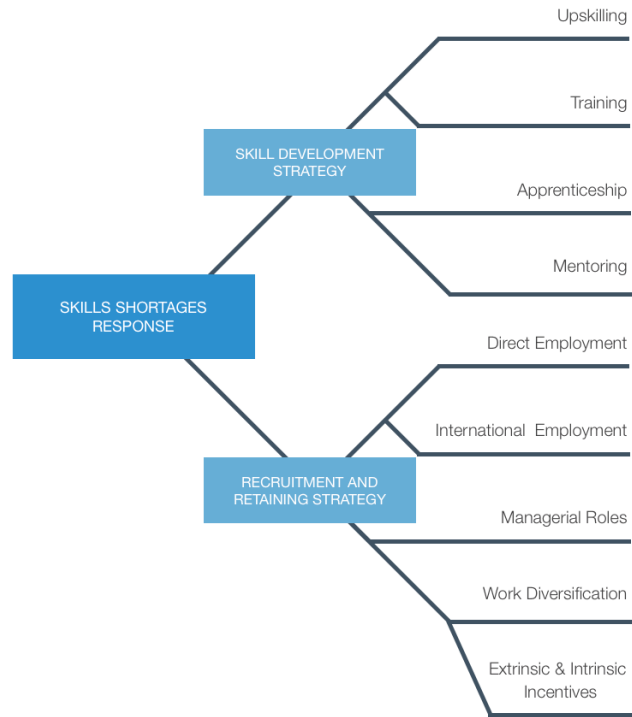 Upskilling
Training
SKILL DEVELOPMENT
STRATEGY
Apprenticeship
Mentoring
SKILLS SHORTAGES
RESPONSE
Direct Employment
International Employment
RECRUITMENT AND
RETAINING STRATEGY
Managerial Roles
Work Diversification
Extrinsic & Intrinsic
Incentives